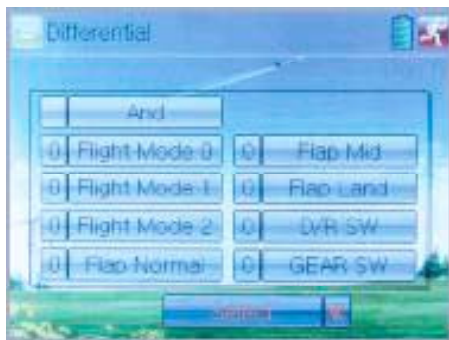 Differential
And
0 Flight Mode 0 0 Flap Mid
0 Flight Mode 1 0 Flap Land
0 Flight Mode 2 0 D/R SW
0 Flap Normal 0 GEAR SW